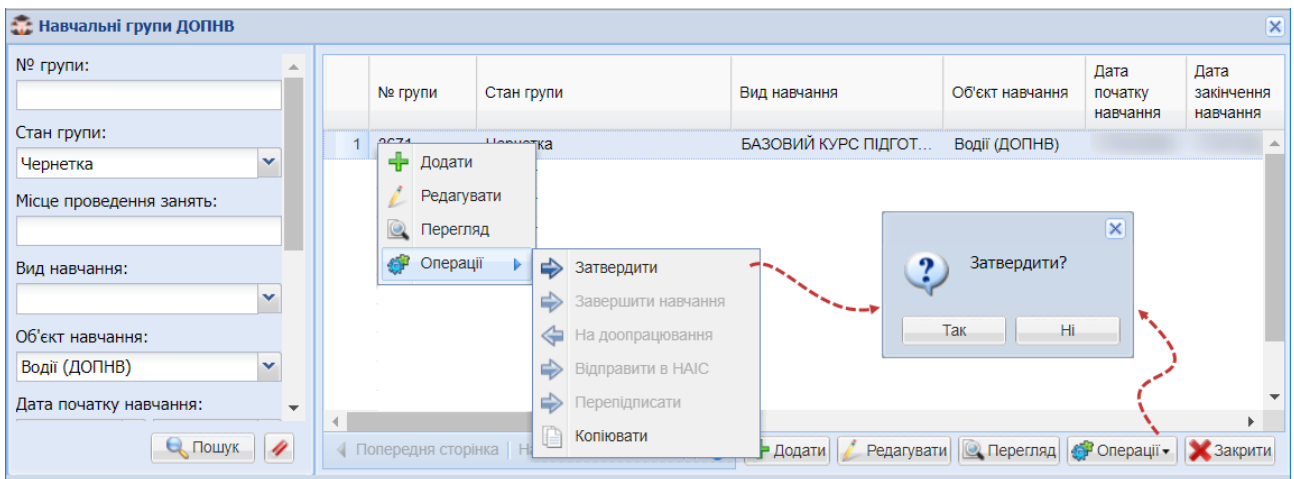 Навчальні групи ДОПНВ
№ групи:
Стан групи:
Чернетка
Місце проведення занять:
Вид навчання:
Об'єкт навчання:
Водії (ДОПНВ)
Дата початку навчання:
Пошук
№ групи
Стан групи
Вид навчання
Об'єкт навчання
Дата
початку
навчання
Дата
закінчення
навчання
1
БАЗОВИЙ КУРС ПІДГОТ...
Водії (ДОПНВ)
Додати
Редагувати
Перегляд
Операції
Затвердити
Завершити навчання
На доопрацювання
Відправити в НАІС
Перепідписати
Копіювати
Затвердити?
Так
Ні
Попередня сторінка
Додати
Редагувати
Перегляд
Операції
Закрити